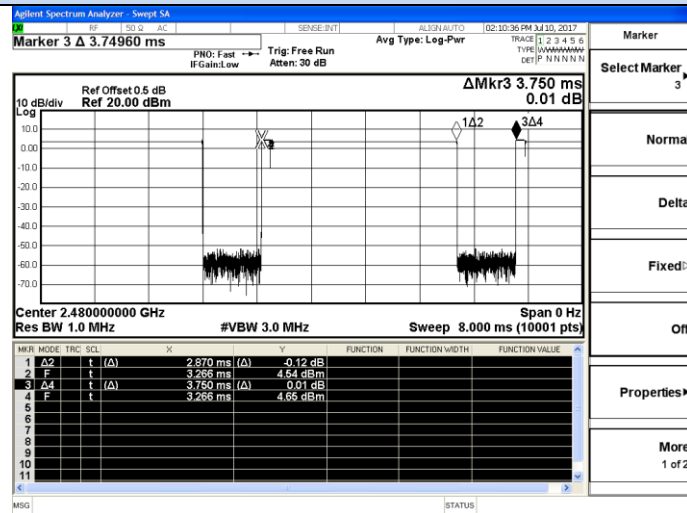 Agilent Spectrum Analyzer - Swept SA
RF 50 Ω AC SENSE:INT ALIGN AUTO 02:10:36 PM Jul 10, 2017
Marker 3 Δ 3.74960 ms
PNO: Fast
IFGain:Low
Trig: Free Run
Atten: 30 dB
Avg Type: Log-Pwr
TRACE 1 2 3 4 5 6
TYPE
DET P N N N N N
Ref Offset 0.5 dB
Ref 20.00 dBm
10 dB/div
Log
ΔMkr3 3.750 ms
0.01 dB
1Δ2
3Δ4
10.0
0.00
-10.0
-20.0
-30.0
-40.0
-50.0
-60.0
-70.0
Center 2.480000000 GHz Span 0 Hz
Res BW 1.0 MHz #VBW 3.0 MHz Sweep 8.000 ms (10001 pts)
MKR MODE TRC SCL X Y FUNCTION FUNCTION WIDTH FUNCTION VALUE
1 Δ2 t (Δ) 2.870 ms (Δ) -0.12 dB
2 F t 3.266 ms 4.54 dBm
3 Δ4 t (Δ) 3.750 ms (Δ) 0.01 dB
4 F t 3.266 ms 4.65 dBm
5
6
7
8
9
10
11
MSG STATUS
Marker
Select Marker
3
Norma
Delta
Fixed
Off
Properties
More
1 of 2